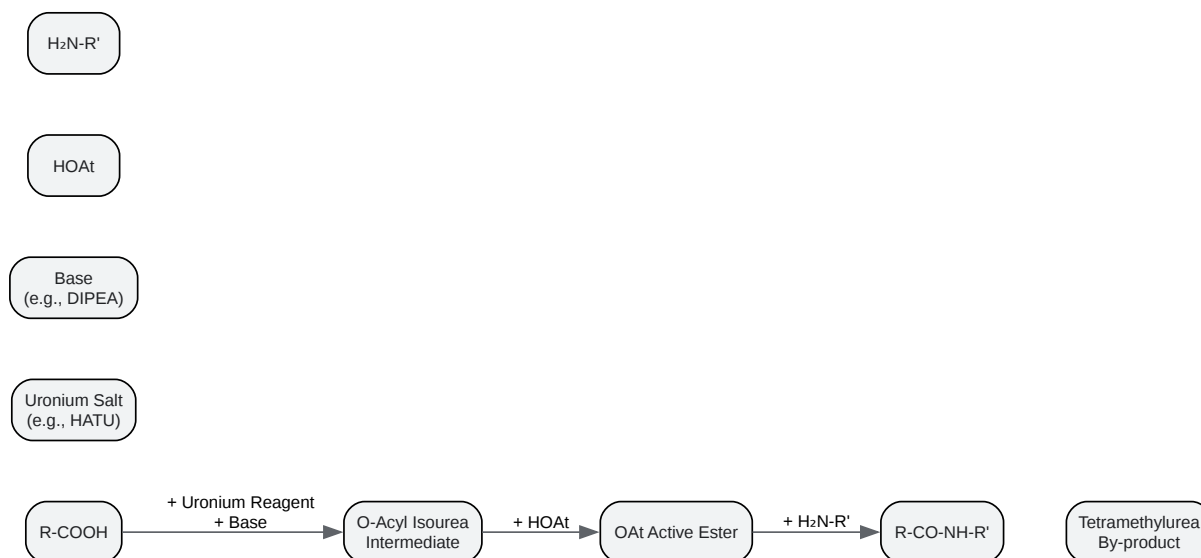 H₂N-R'
HOAt
Base
(e.g., DIPEA)
Uronium Salt
(e.g., HATU)
R-COOH
+ Uronium Reagent
+ Base
O-Acyl Isourea
Intermediate
+ HOAt
OAt Active Ester
+ H₂N-R'
R-CO-NH-R'
Tetramethylurea
By-product